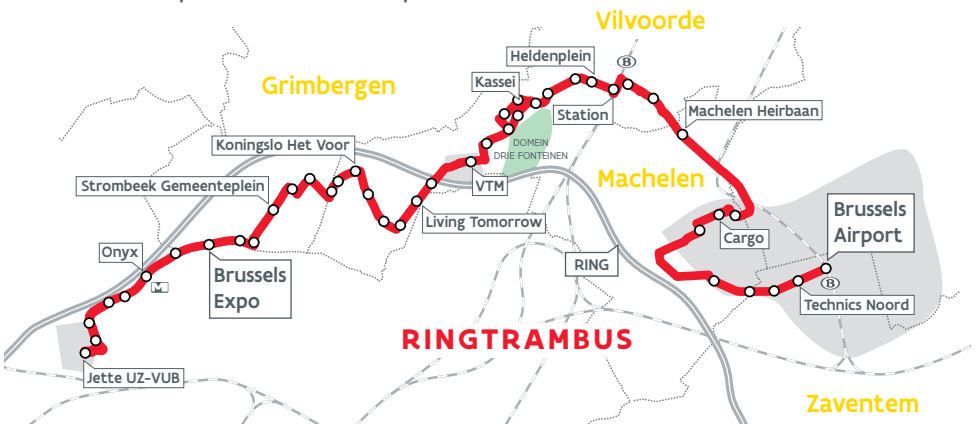 Vilvoorde
Heldenplein
B
Grimbergen
Kassei
Station
Machelen Heirbaan
Koningslo Het Voor
DOMEIN
DRIE FONTEINEN
Strombeek Gemeenteplein
VTM
Machelen
Living Tomorrow
Brussels
Airport
Cargo
Onyx
RING
Brussels
Expo
M
B
Technics Noord
RINGTRAMBUS
Jette UZ-VUB
Zaventem